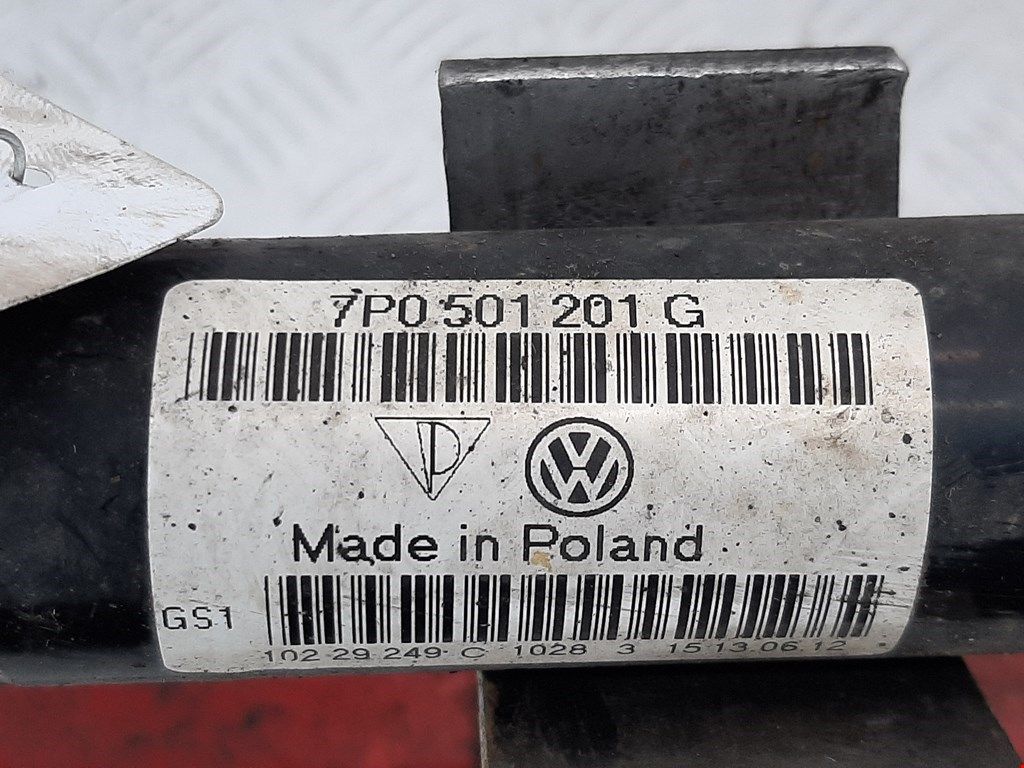 7P0 501 201 G
Made in Poland
GS1
102 29 249 C 1028 3 15 13.06.12